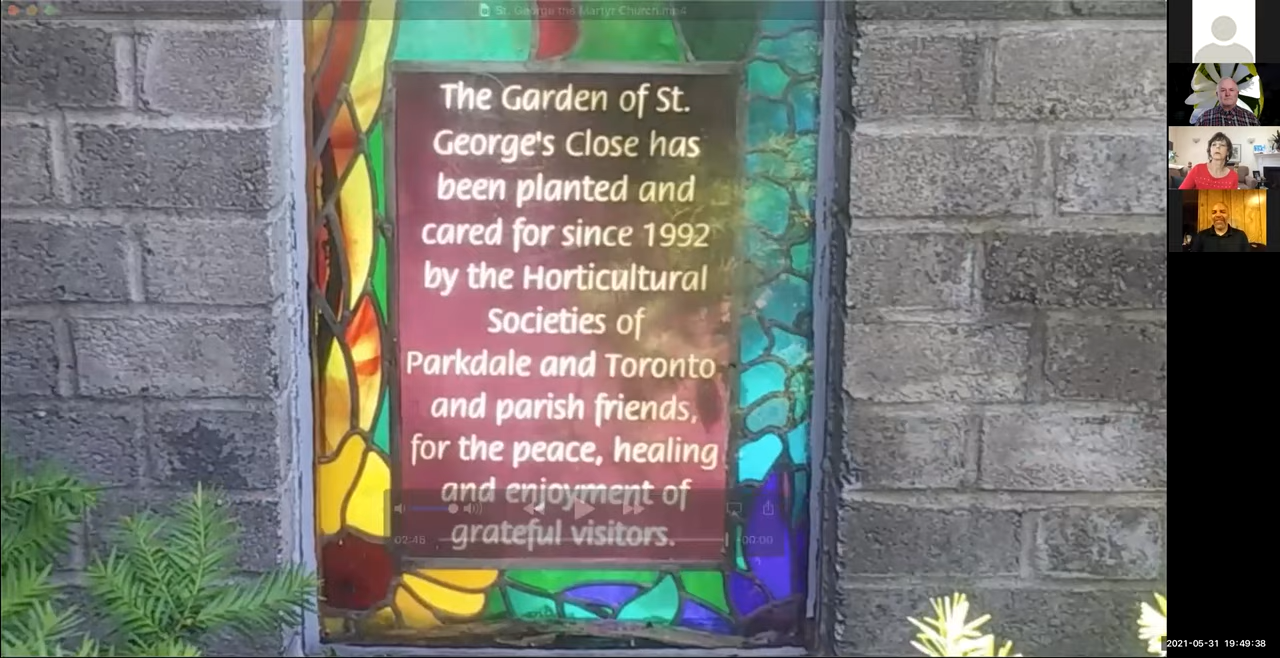 St. George the Martyr Church.mp4
The Garden of St.
George's Close has
been planted and
cared for since 1992
by the Horticultural
Societies of
Parkdale and Toronto
and parish friends,
for the peace, healing
and enjoyment of
grateful visitors.
02:46
-00:00
2021-05-31 19:49:38